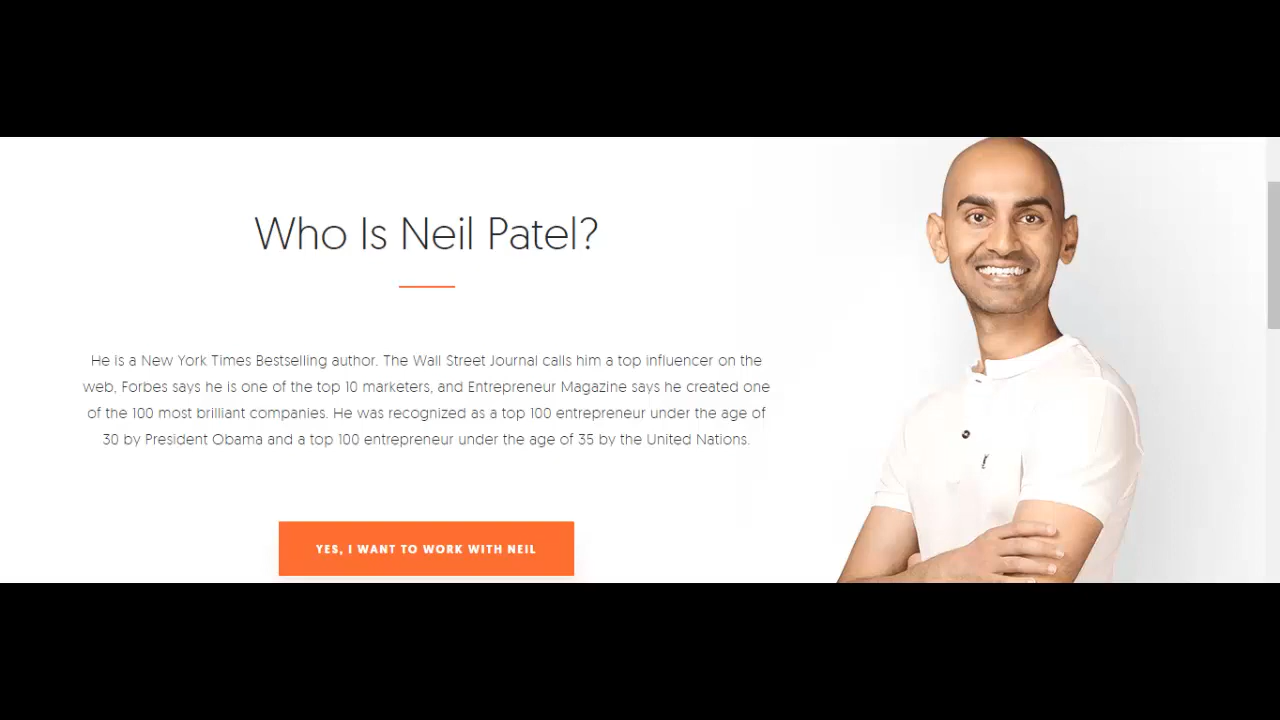 Who Is Neil Patel?
He is a New York Times Bestselling author. The Wall Street Journal calls him a top influencer on the
web, Forbes says he is one of the top 10 marketers, and Entrepreneur Magazine says he created one
of the 100 most brilliant companies. He was recognized as a top 100 entrepreneur under the age of
30 by President Obama and a top 100 entrepreneur under the age of 35 by the United Nations.
YES, I WANT TO WORK WITH NEIL